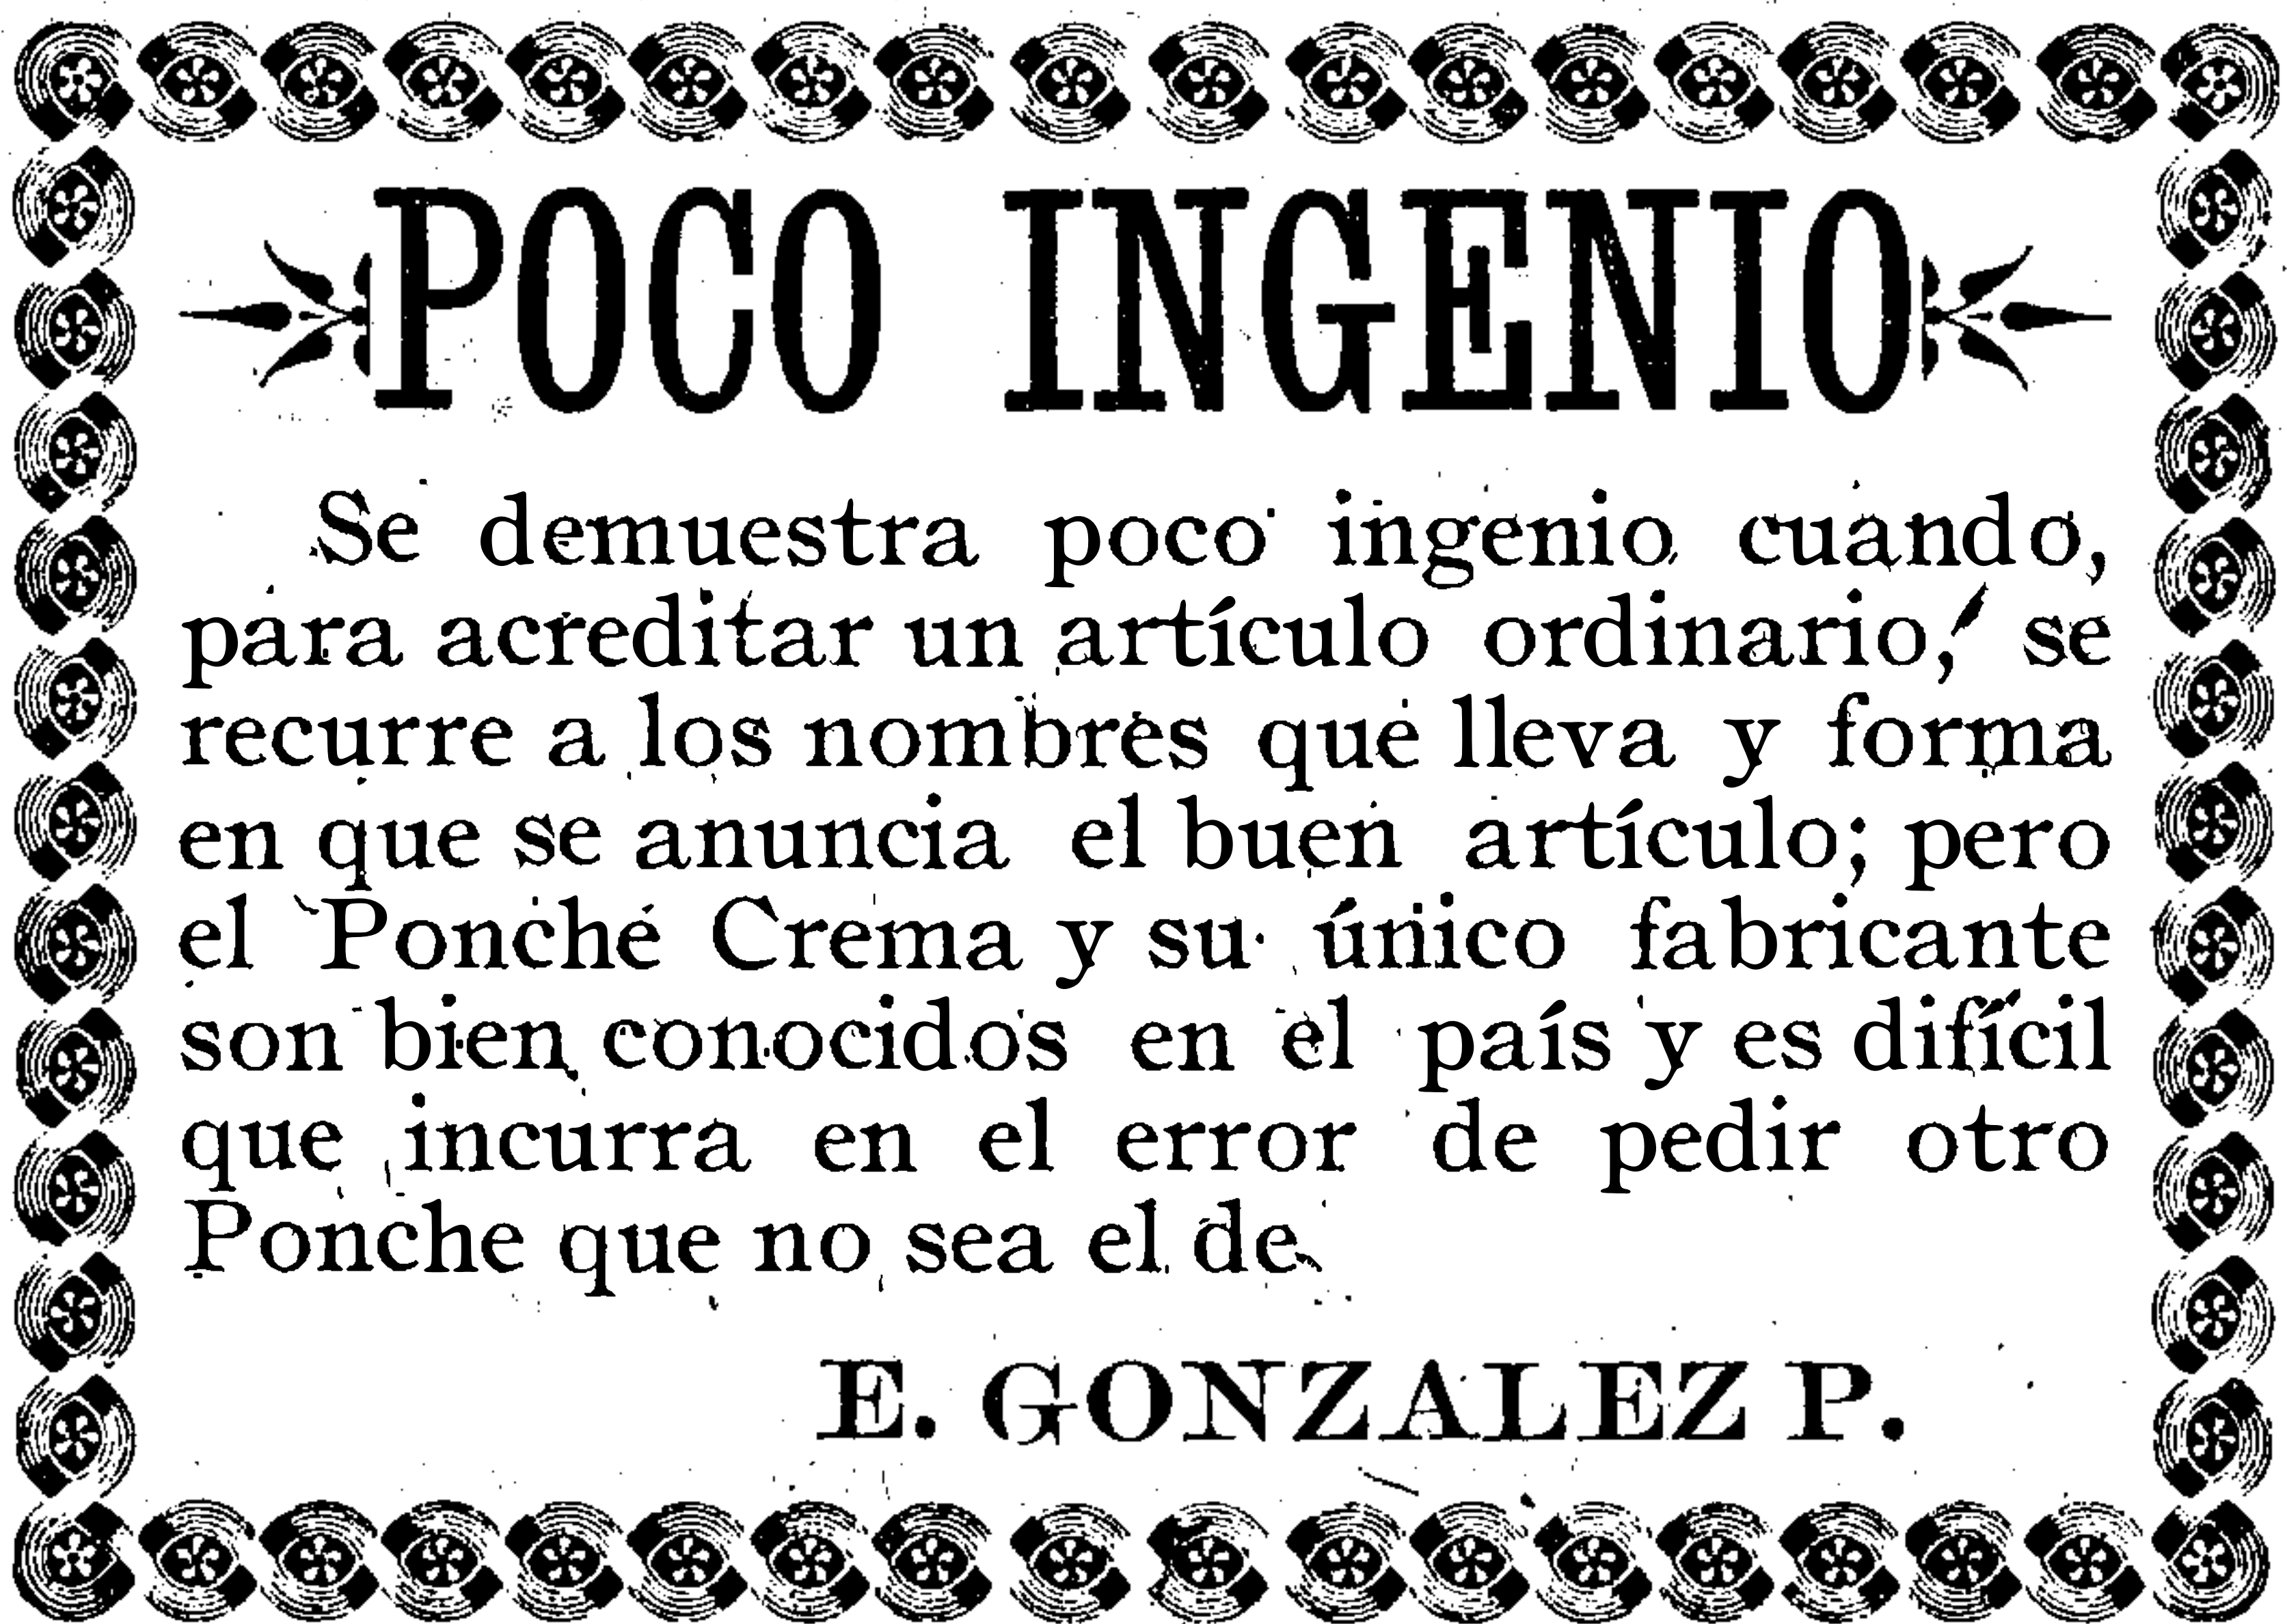 POCO INGENIO
Se demuestra poco ingenio cuando,
para acreditar un artículo ordinario, se
recurre a los nombres que lleva y forma
en que se anuncia el buen artículo; pero
el Ponche Crema y su único fabricante
son bien conocidos en el país y es difícil
que incurra en el error de pedir otro
Ponche que no sea el de
E. GONZALEZ P.